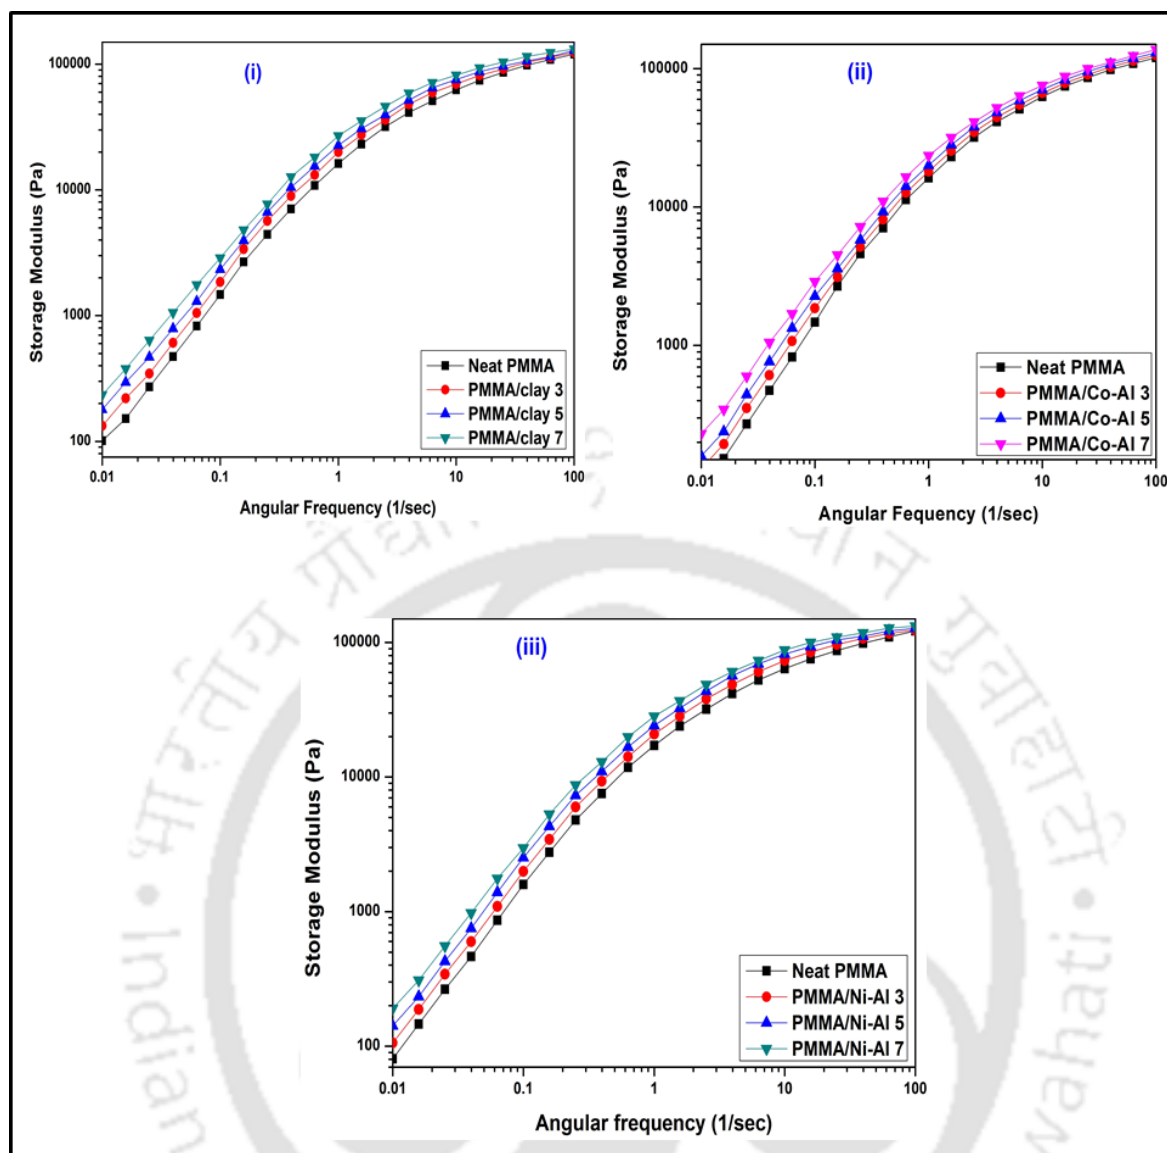 (i)
100000
10000
1000
100
Storage Modulus (Pa)
Neat PMMA
PMMA/clay 3
PMMA/clay 5
PMMA/clay 7
0.01 0.1 1 10 100
Angular Frequency (1/sec)
(ii)
100000
10000
1000
Storage Modulus (Pa)
Neat PMMA
PMMA/Co-Al 3
PMMA/Co-Al 5
PMMA/Co-Al 7
0.01 0.1 1 10 100
Angular Fequency (1/sec)
(iii)
100000
10000
1000
100
Storage Modulus (Pa)
Neat PMMA
PMMA/Ni-Al 3
PMMA/Ni-Al 5
PMMA/Ni-Al 7
0.01 0.1 1 10 100
Angular frequency (1/sec)
भारतीय
गुवाहाटी
Indian
wahati